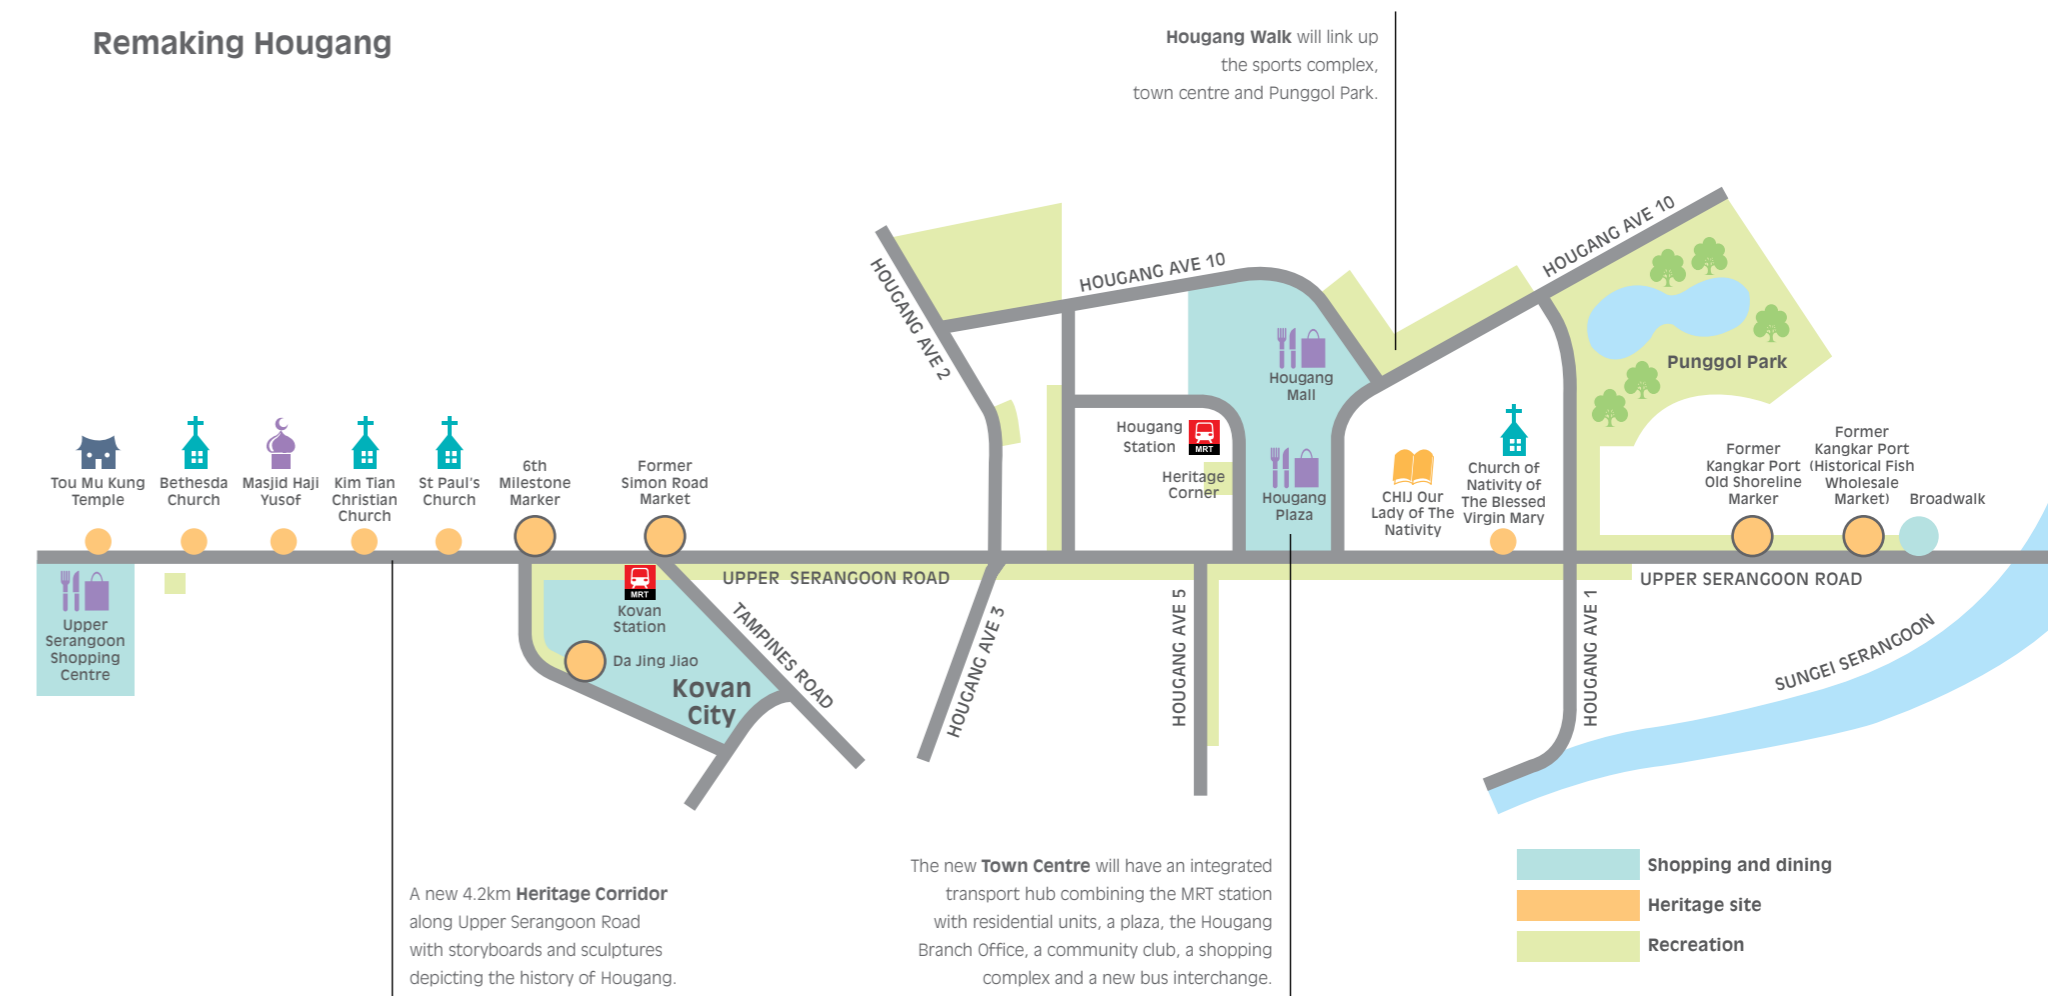 Remaking Hougang
Hougang Walk will link up
the sports complex,
town centre and Punggol Park.
HOUGANG AVE 10
HOUGANG AVE 10
HOUGANG AVE 2
Punggol Park
Hougang
Mall
Hougang
Station
MRT
Heritage
Corner
Hougang
Plaza
CHIJ Our
Lady of The
Nativity
Church of
Nativity of
The Blessed
Virgin Mary
Former
Kangkar Port
Old Shoreline
Marker
Former
Kangkar Port
(Historical Fish
Wholesale
Market)
Broadwalk
Tou Mu Kung
Temple
Bethesda
Church
Masjid Haji
Yusof
Kim Tian
Christian
Church
St Paul's
Church
6th
Milestone
Marker
Former
Simon Road
Market
UPPER SERANGOON ROAD
UPPER SERANGOON ROAD
Upper
Serangoon
Shopping
Centre
MRT
Kovan
Station
Da Jing Jiao
Kovan
City
TAMPINES ROAD
HOUGANG AVE 3
HOUGANG AVE 5
HOUGANG AVE 1
SUNGEI SERANGOON
A new 4.2km Heritage Corridor
along Upper Serangoon Road
with storyboards and sculptures
depicting the history of Hougang.
The new Town Centre will have an integrated
transport hub combining the MRT station
with residential units, a plaza, the Hougang
Branch Office, a community club, a shopping
complex and a new bus interchange.
Shopping and dining
Heritage site
Recreation